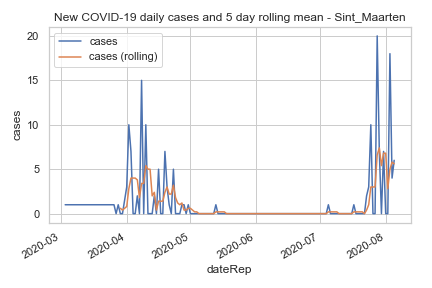 New COVID-19 daily cases and 5 day rolling mean - Sint_Maarten
cases
cases (rolling)
20
15
10
5
0
cases
2020-03
2020-04
2020-05
2020-06
2020-07
2020-08
dateRep